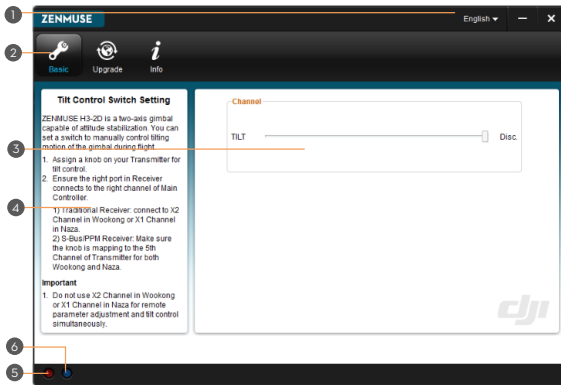 1
ZENMUSE
English
2
Basic
Upgrade
Info
Tilt Control Switch Setting
ZENMUSE H3-2D is a two-axis gimbal
capable of attitude stabilization. You can
set a switch to manually control tilting
motion of the gimbal during flight.
1. Assign a knob on your Transmitter for
tilt control.
2. Ensure the right port in Receiver
connects to the right channel of Main
Controller.
1) Traditional Receiver: connect to X2
Channel in Wookong or X1 Channel
in Naza.
2) S-Bus/PPM Receiver: Make sure
the knob is mapping to the 5th
Channel of Transmitter for both
Wookong and Naza.
Important
1. Do not use X2 Channel in Wookong
or X1 Channel in Naza for remote
parameter adjustment and tilt control
simultaneously.
Channel
TILT
Disc.
3
4
dji
6
5